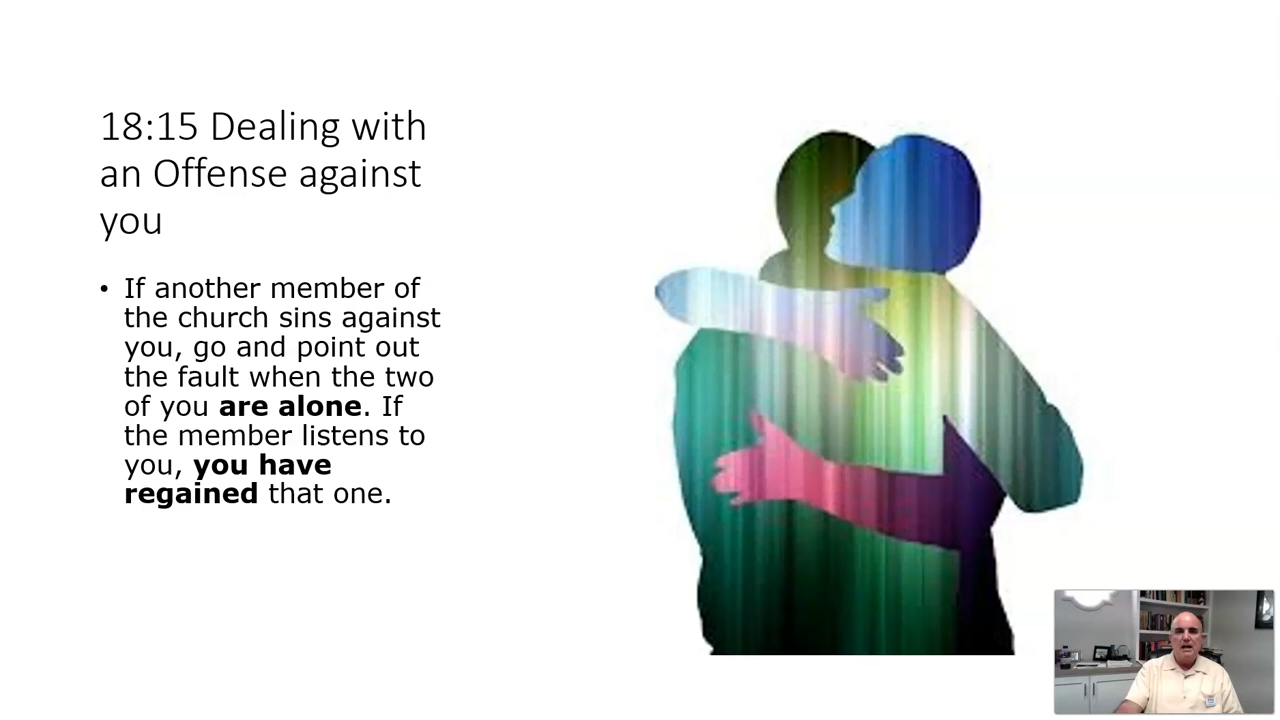 18:15 Dealing with
an Offense against
you
• If another member of
the church sins against
you, go and point out
the fault when the two
of you are alone. If
the member listens to
you, you have
regained that one.